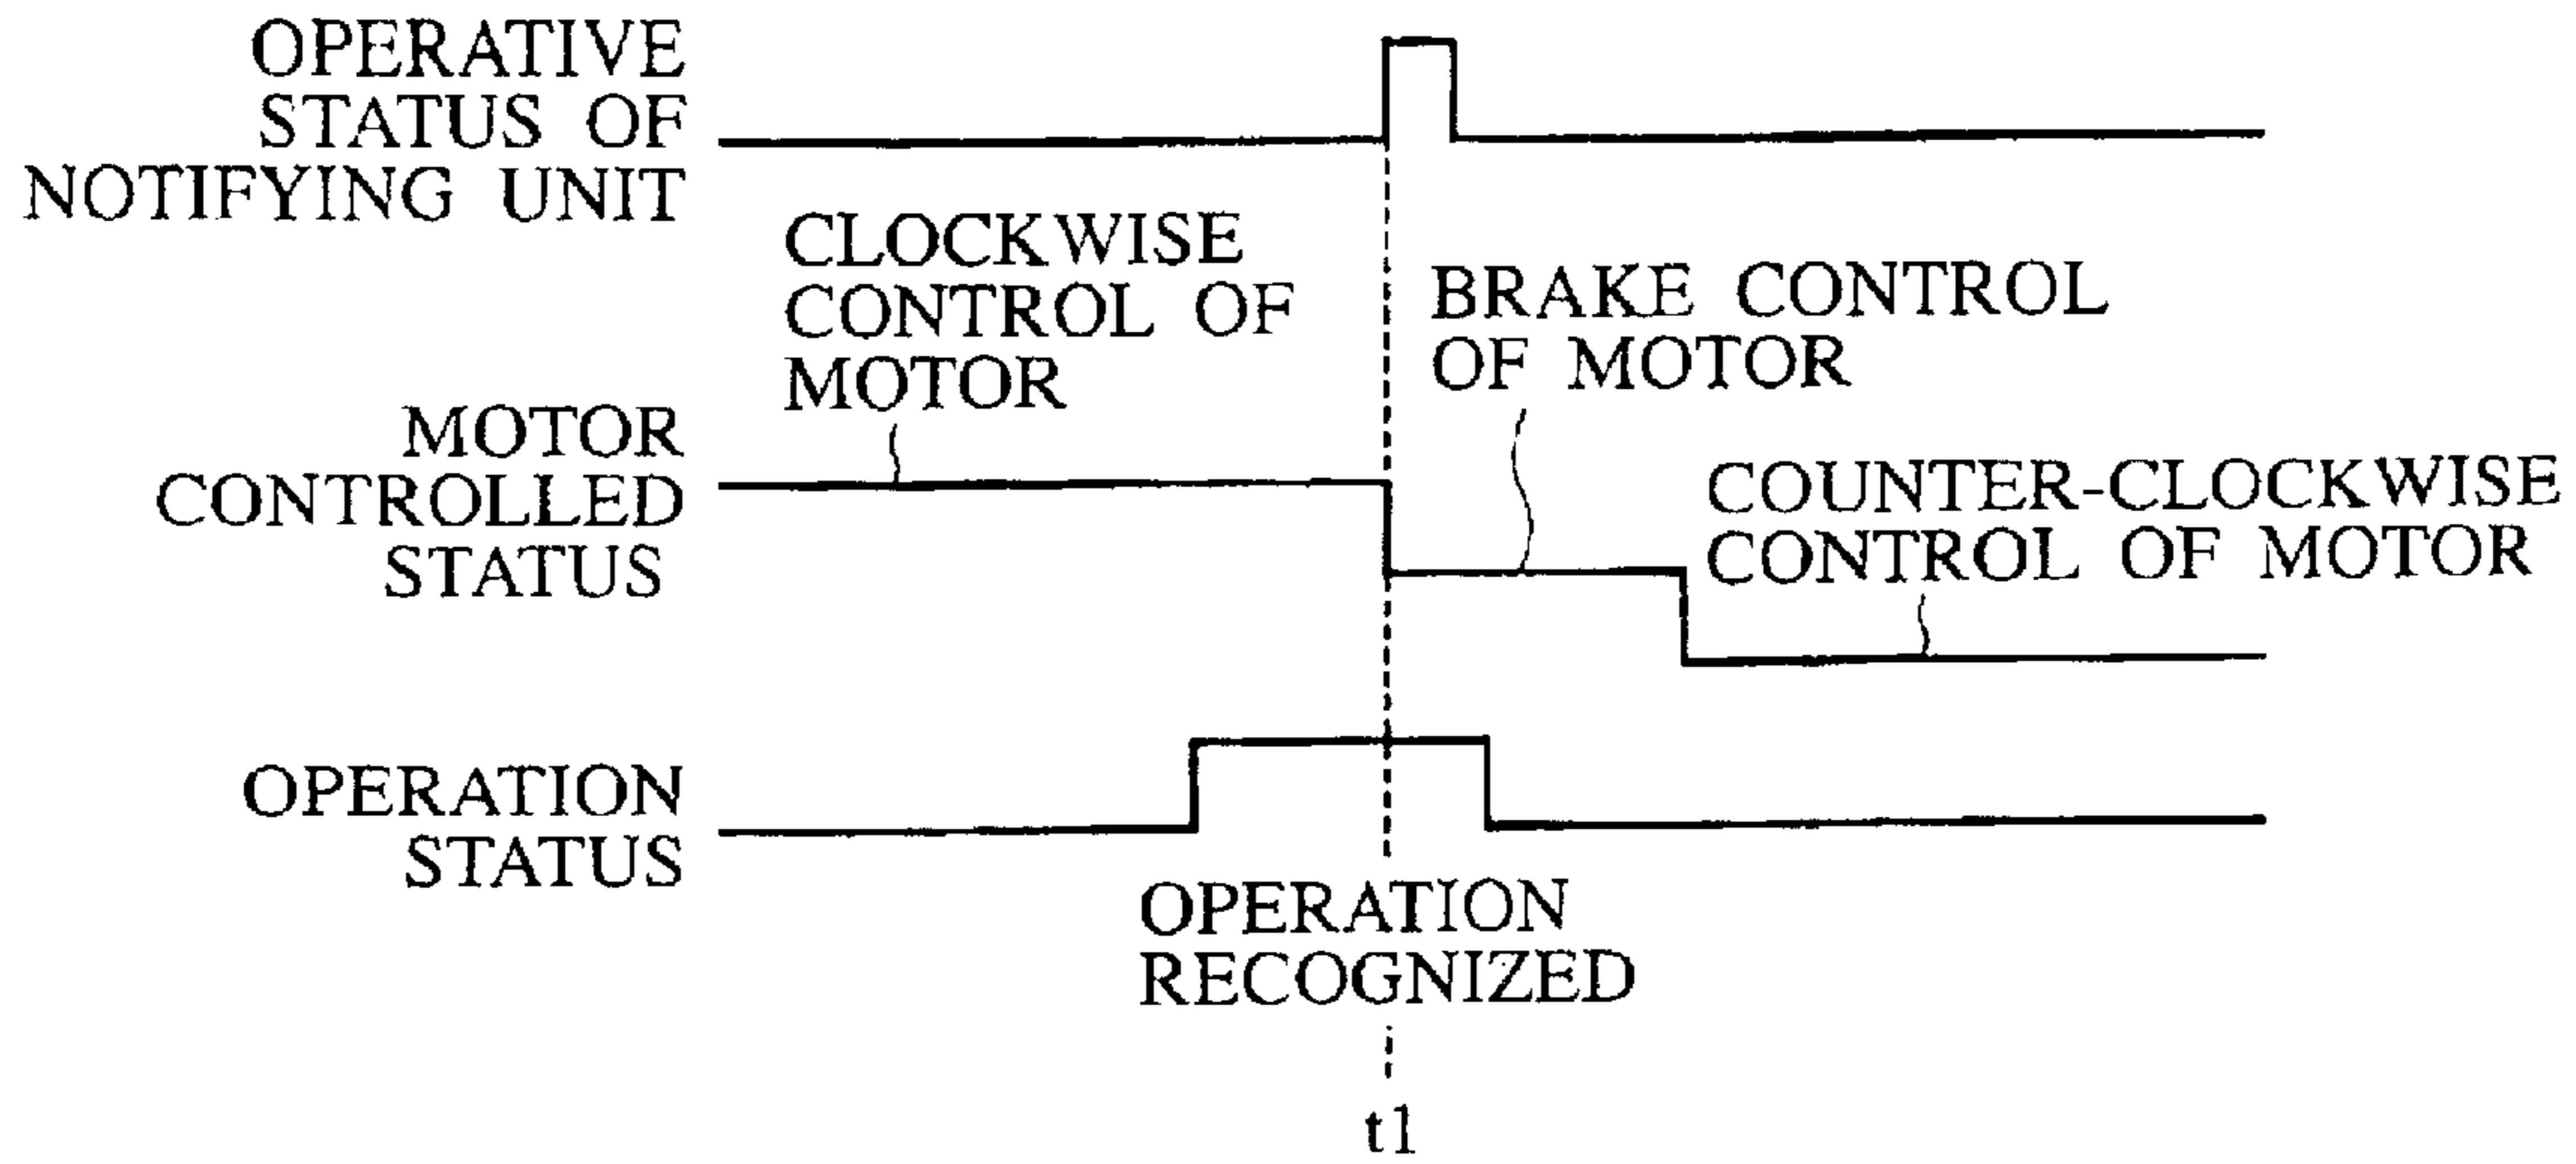 OPERATIVE
STATUS OF
NOTIFYING UNIT
CLOCKWISE
CONTROL OF
MOTOR
BRAKE CONTROL
OF MOTOR
MOTOR
CONTROLLED
STATUS
COUNTER-CLOCKWISE
CONTROL OF MOTOR
OPERATION
STATUS
OPERATION
RECOGNIZED
t1